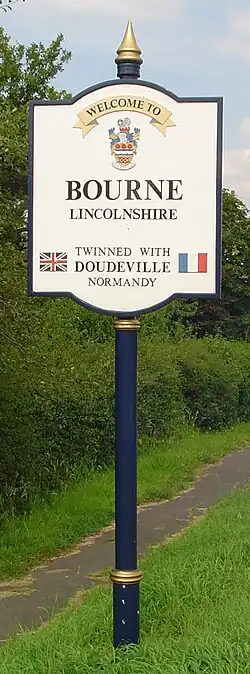 WELCOME TO
BOURNE
LINCOLNSHIRE
TWINNED WITH
DOUDEVILLE
NORMANDY